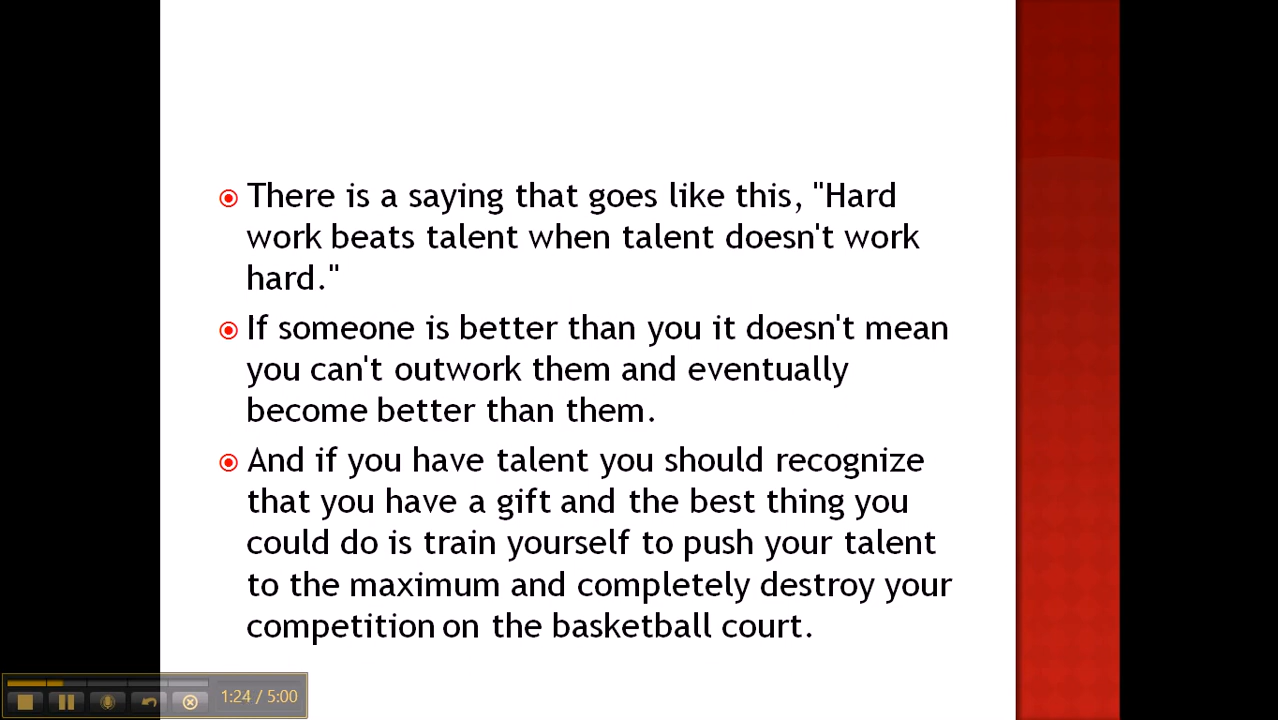 There is a saying that goes like this, "Hard
work beats talent when talent doesn't work
hard."
If someone is better than you it doesn't mean
you can't outwork them and eventually
become better than them.
And if you have talent you should recognize
that you have a gift and the best thing you
could do is train yourself to push your talent
to the maximum and completely destroy your
competition on the basketball court.
1:24 / 5:00